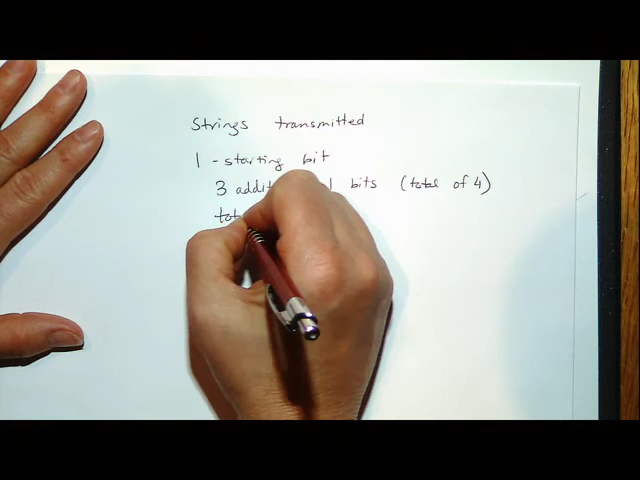 Strings transmitted
1 - starting bit
3 bits (total of 4)